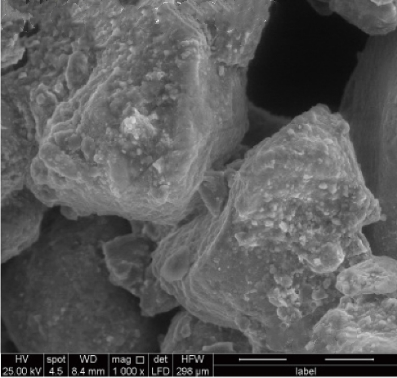 HV spot WD mag □ det HFW
25.00 kV 4.5 8.4 mm 1 000 x LFD 298 μm label